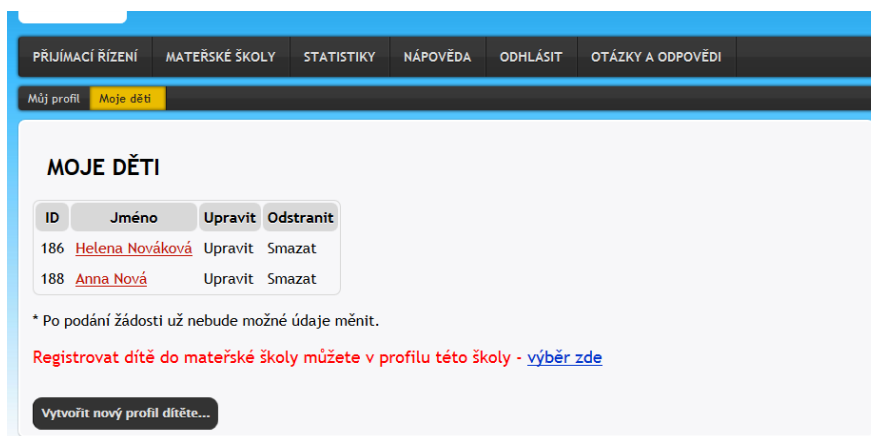 PŘIJÍMACÍ ŘÍZENÍ MATEŘSKÉ ŠKOLY STATISTIKY NÁPOVĚDA ODHLÁSIT OTÁZKY A ODPOVĚDI
Můj profil Moje děti
MOJE DĚTI
ID Jméno Upravit Odstranit
186 Helena Nováková Upravit Smazat
188 Anna Nová Upravit Smazat
* Po podání žádosti už nebude možné údaje měnit.
Registrovat dítě do mateřské školy můžete v profilu této školy - výběr zde
Vytvořit nový profil dítěte...